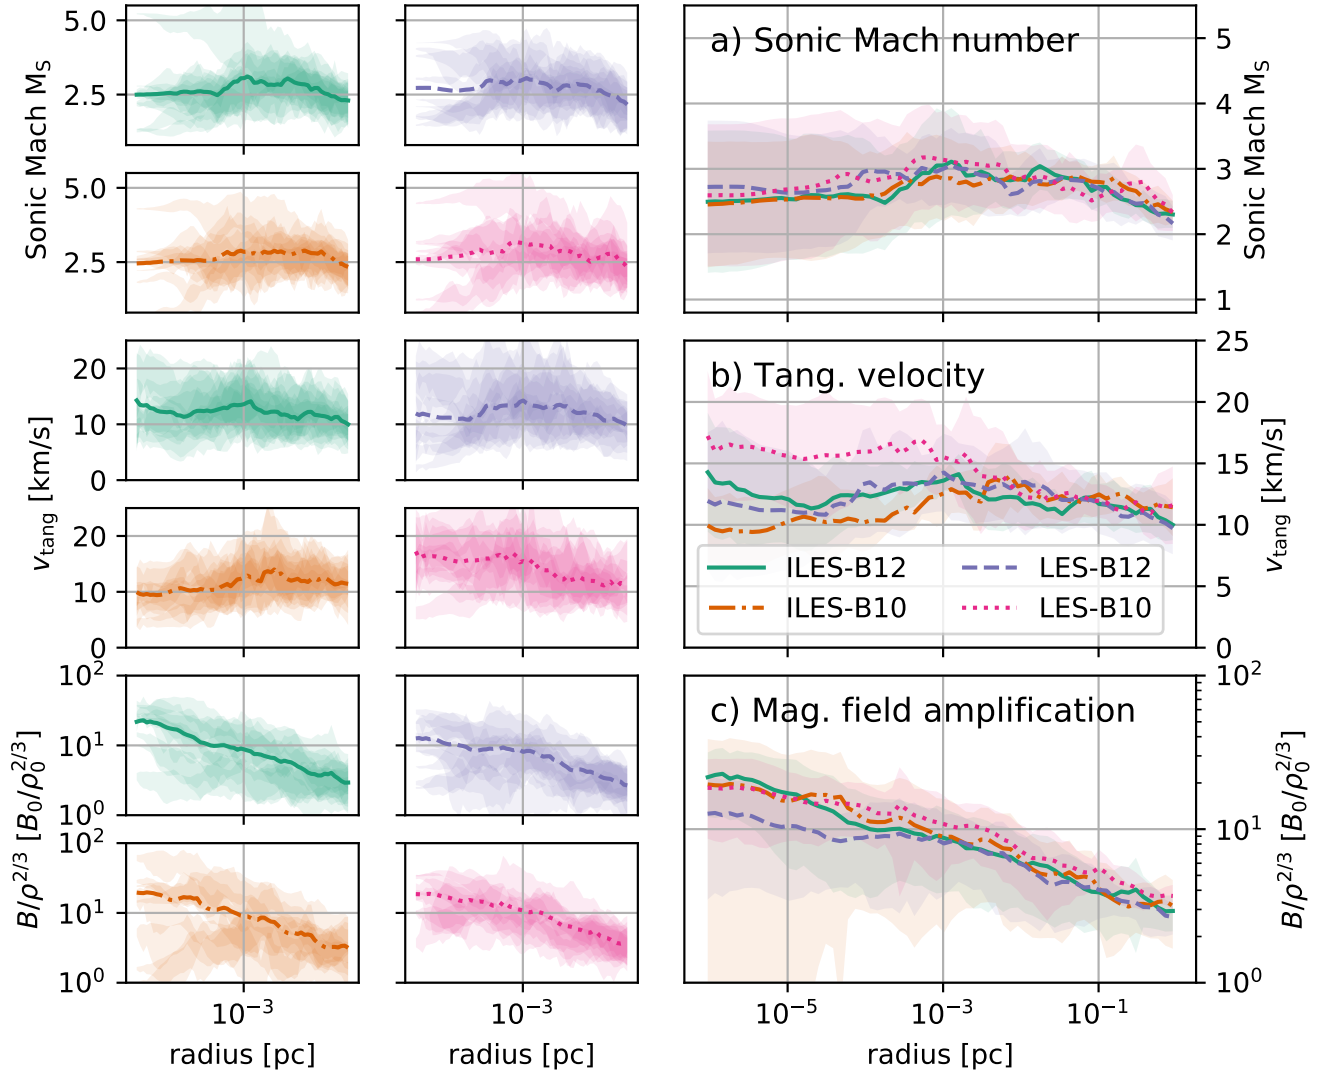 5.0
2.5
5.0
2.5
Sonic Mach M_S
a) Sonic Mach number
5
4
3
2
1
Sonic Mach M_S
20
10
0
20
10
0
v_tang [km/s]
b) Tang. velocity
25
20
15
10
5
0
v_tang [km/s]
ILES-B12
LES-B12
ILES-B10
LES-B10
10^2
10^1
10^0
10^2
10^1
10^0
B/ρ^{2/3} [B_0/ρ_0^{2/3}]
c) Mag. field amplification
10^2
10^1
10^0
B/ρ^{2/3} [B_0/ρ_0^{2/3}]
10^{−3}
10^{−3}
10^{−5}
10^{−3}
10^{−1}
radius [pc]
radius [pc]
radius [pc]